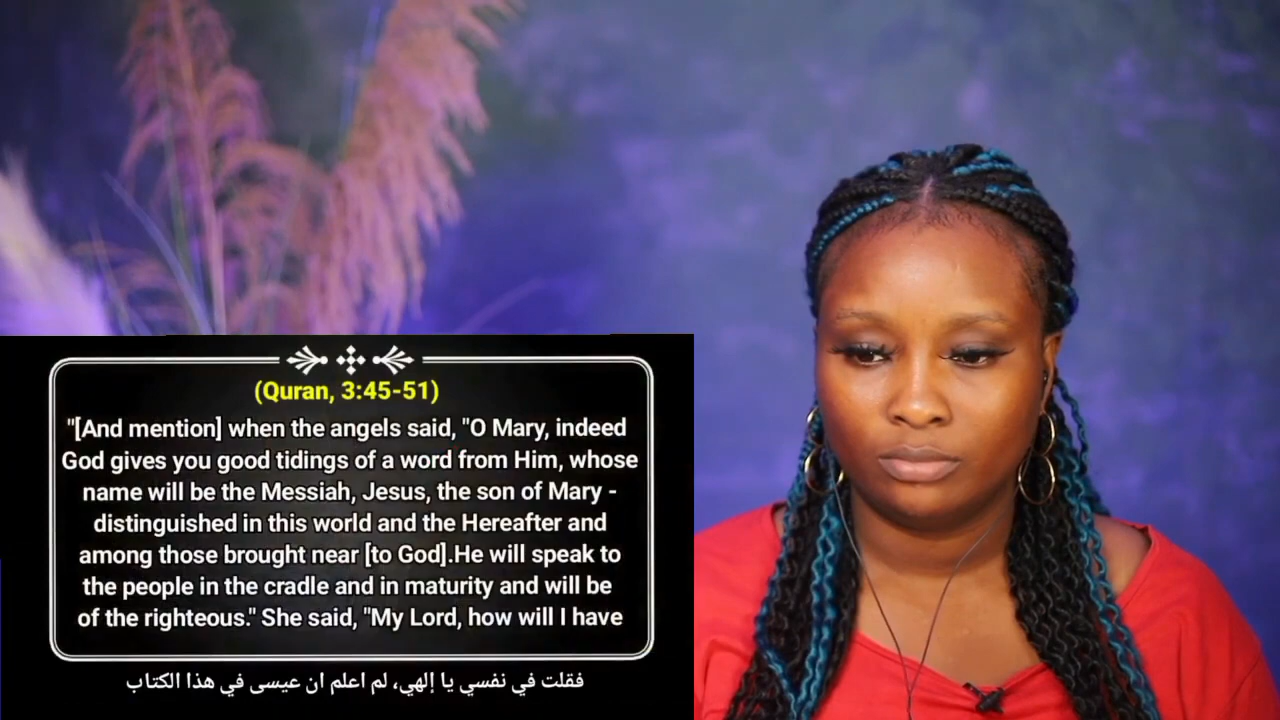 (Quran, 3:45-51)
"[And mention] when the angels said, "O Mary, indeed
God gives you good tidings of a word from Him, whose
name will be the Messiah, Jesus, the son of Mary -
distinguished in this world and the Hereafter and
among those brought near [to God].He will speak to
the people in the cradle and in maturity and will be
of the righteous." She said, "My Lord, how will I have
فقلت في نفسي يا إلهي، لم اعلم ان عيسى في هذا الكتاب